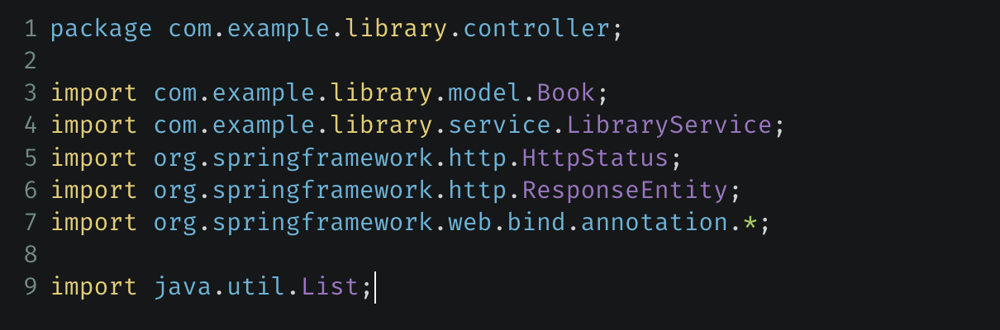 1 package com.example.library.controller;
2
3 import com.example.library.model.Book;
4 import com.example.library.service.LibraryService;
5 import org.springframework.http.HttpStatus;
6 import org.springframework.http.ResponseEntity;
7 import org.springframework.web.bind.annotation.*;
8
9 import java.util.List;